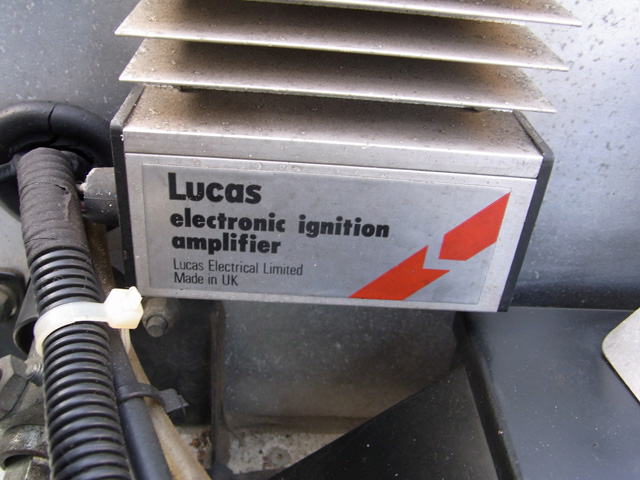 Lucas
electronic ignition
amplifier
Lucas Electrical Limited
Made in UK